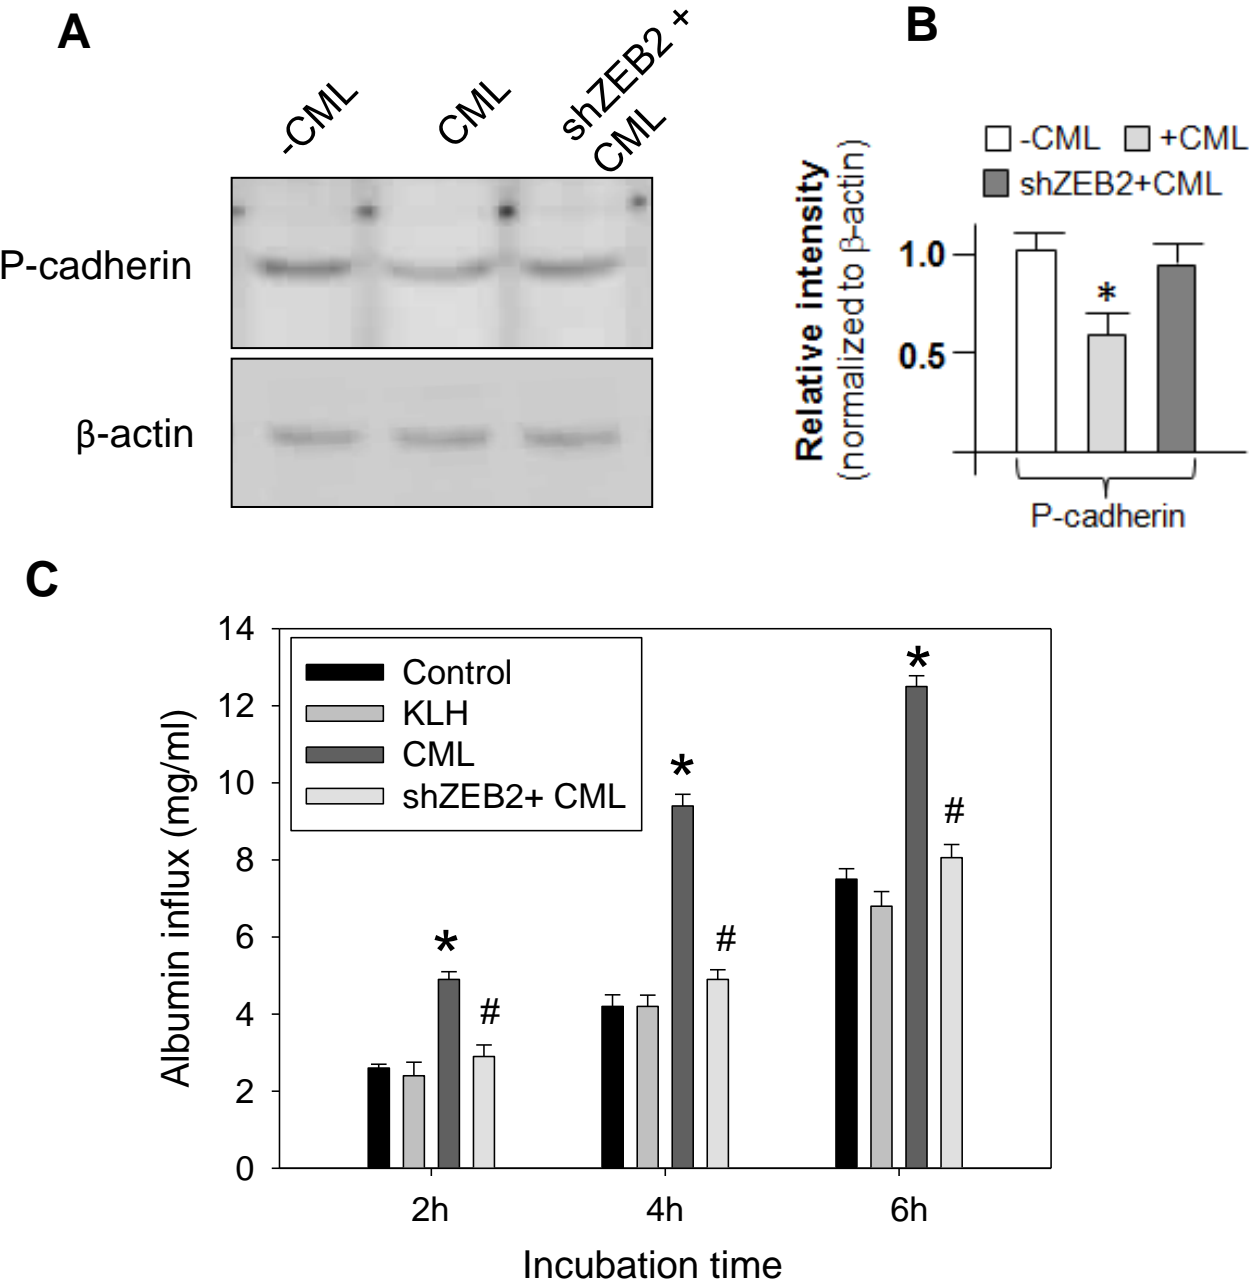 A
-CML
CML
shZEB2 +
CML
P-cadherin
β-actin
B
-CML
+CML
shZEB2+CML
Relative intensity
(normalized to β-actin)
1.0
0.5
*
P-cadherin
C
Albumin influx (mg/ml)
14
12
10
8
6
4
2
0
Control
KLH
CML
shZEB2+ CML
*
#
*
#
*
#
2h
4h
6h
Incubation time